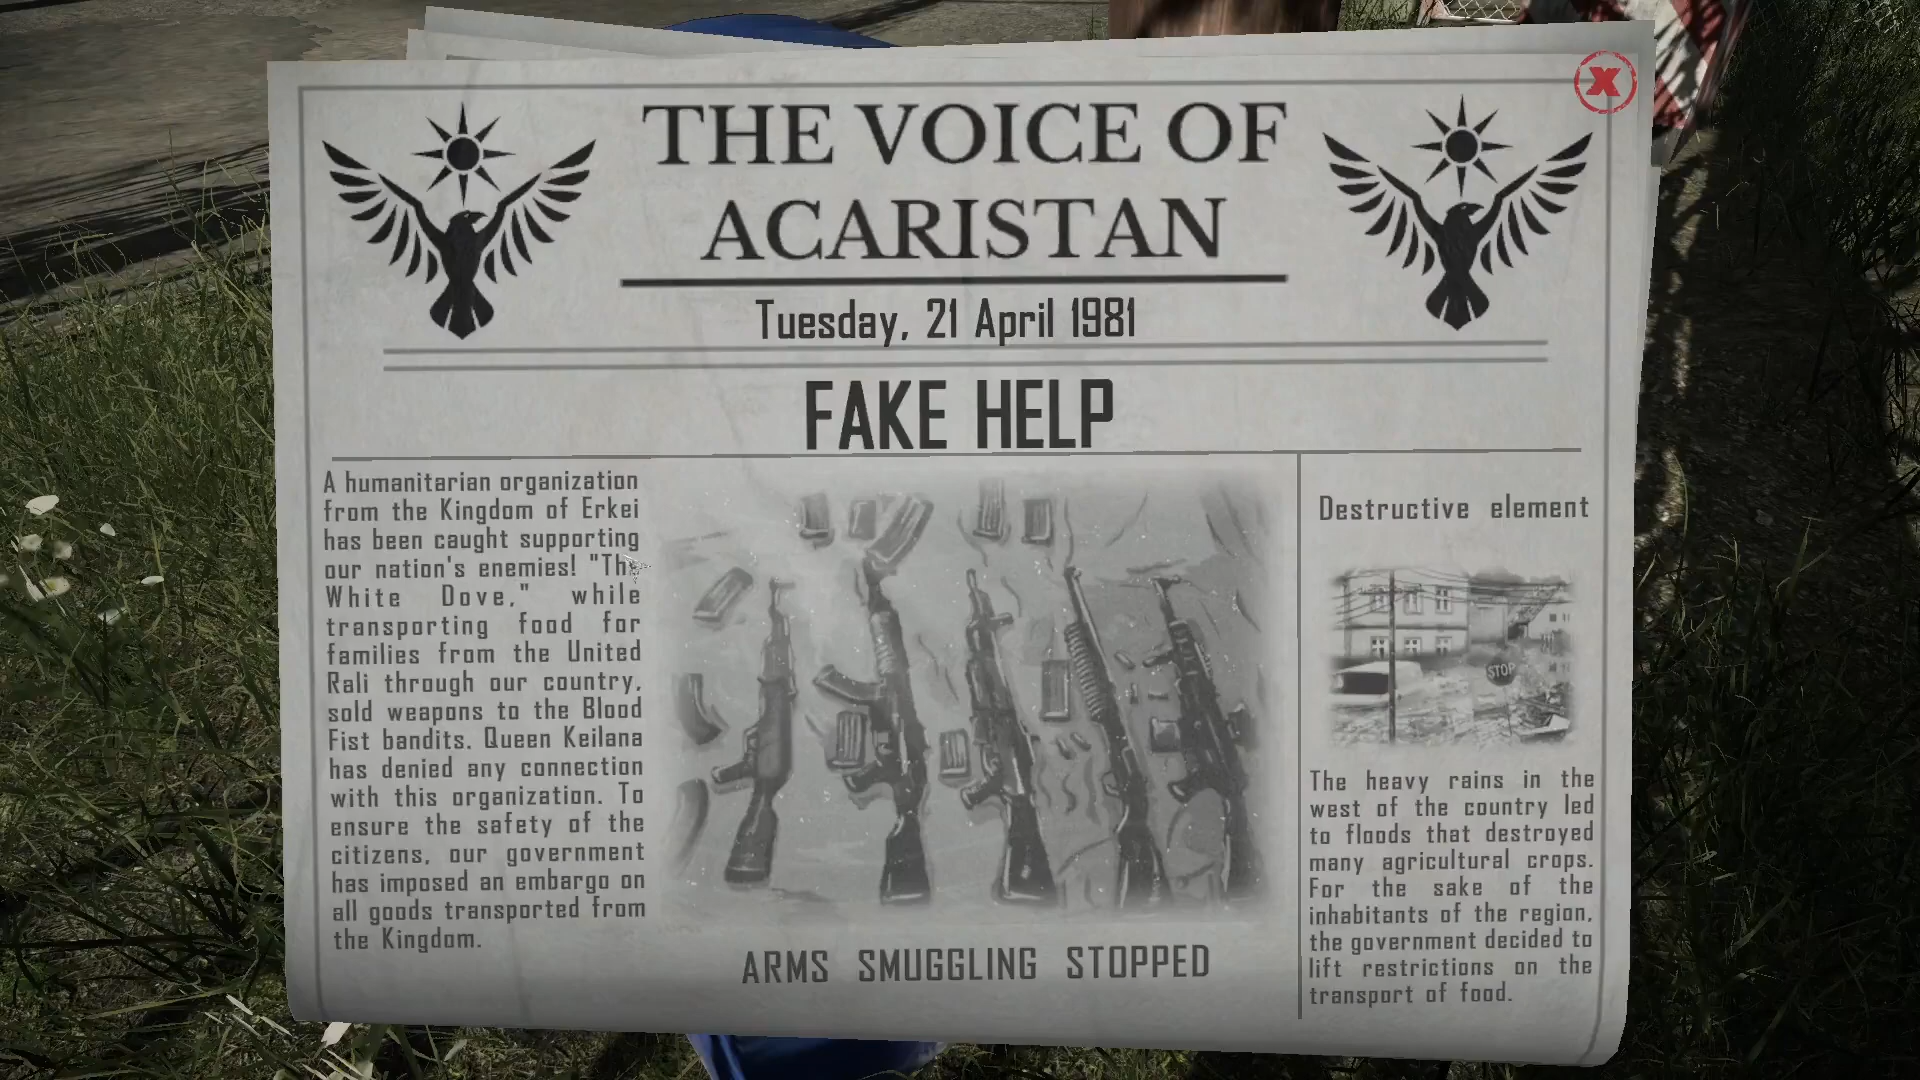 THE VOICE OF
ACARISTAN
Tuesday, 21 April 1981
FAKE HELP
A humanitarian organization
from the Kingdom of Erkei
has been caught supporting
our nation's enemies! "The
White Dove," while
transporting food for
families from the United
Rali through our country,
sold weapons to the Blood
Fist bandits. Queen Keilana
has denied any connection
with this organization. To
ensure the safety of the
citizens, our government
has imposed an embargo on
all goods transported from
the Kingdom.
ARMS SMUGGLING STOPPED
Destructive element
STOP
The heavy rains in the
west of the country led
to floods that destroyed
many agricultural crops.
For the sake of the
inhabitants of the region,
the government decided to
lift restrictions on the
transport of food.
X